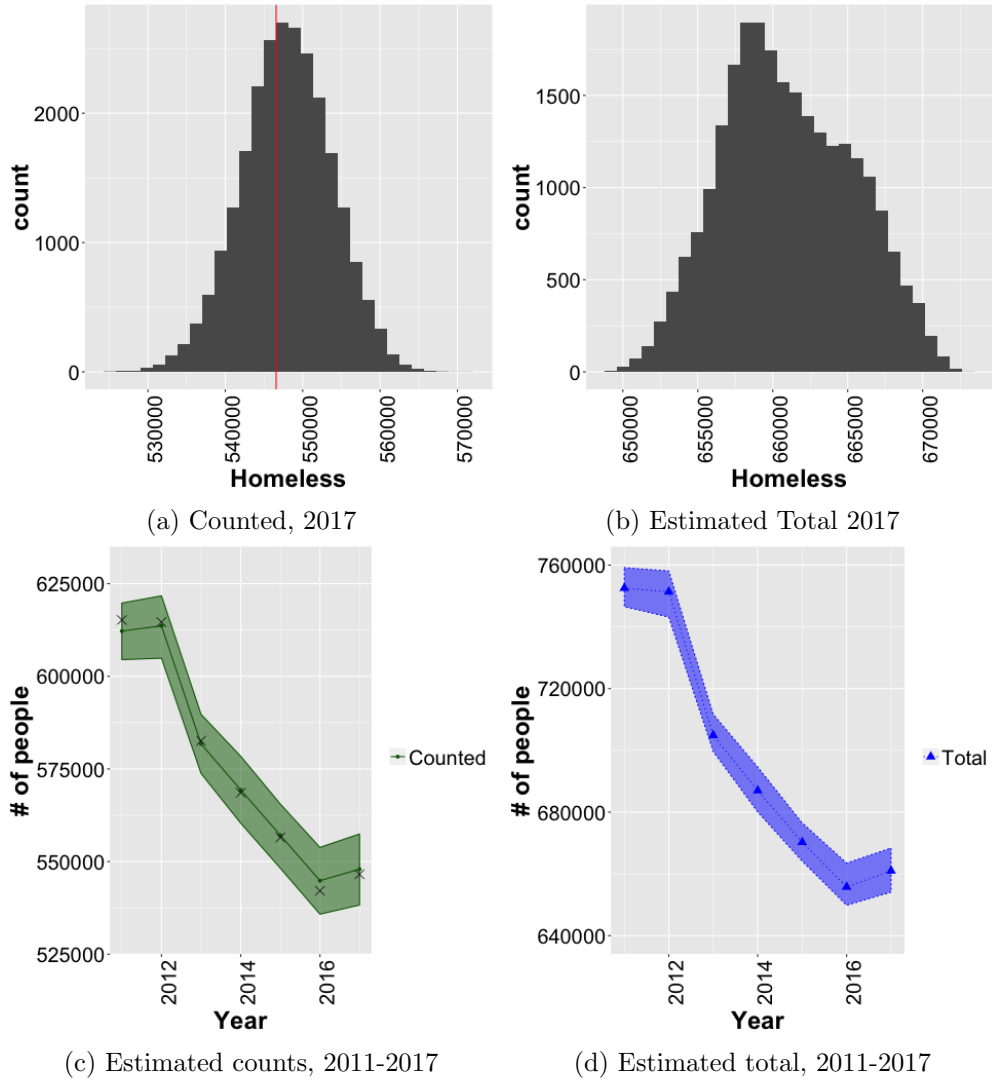 count
2000
1000
0
530000
540000
550000
560000
570000
Homeless
(a) Counted, 2017
count
1500
1000
500
0
650000
655000
660000
665000
670000
Homeless
(b) Estimated Total 2017
# of people
625000
600000
575000
550000
525000
2012
2014
2016
Year
Counted
(c) Estimated counts, 2011-2017
# of people
760000
720000
680000
640000
2012
2014
2016
Year
Total
(d) Estimated total, 2011-2017